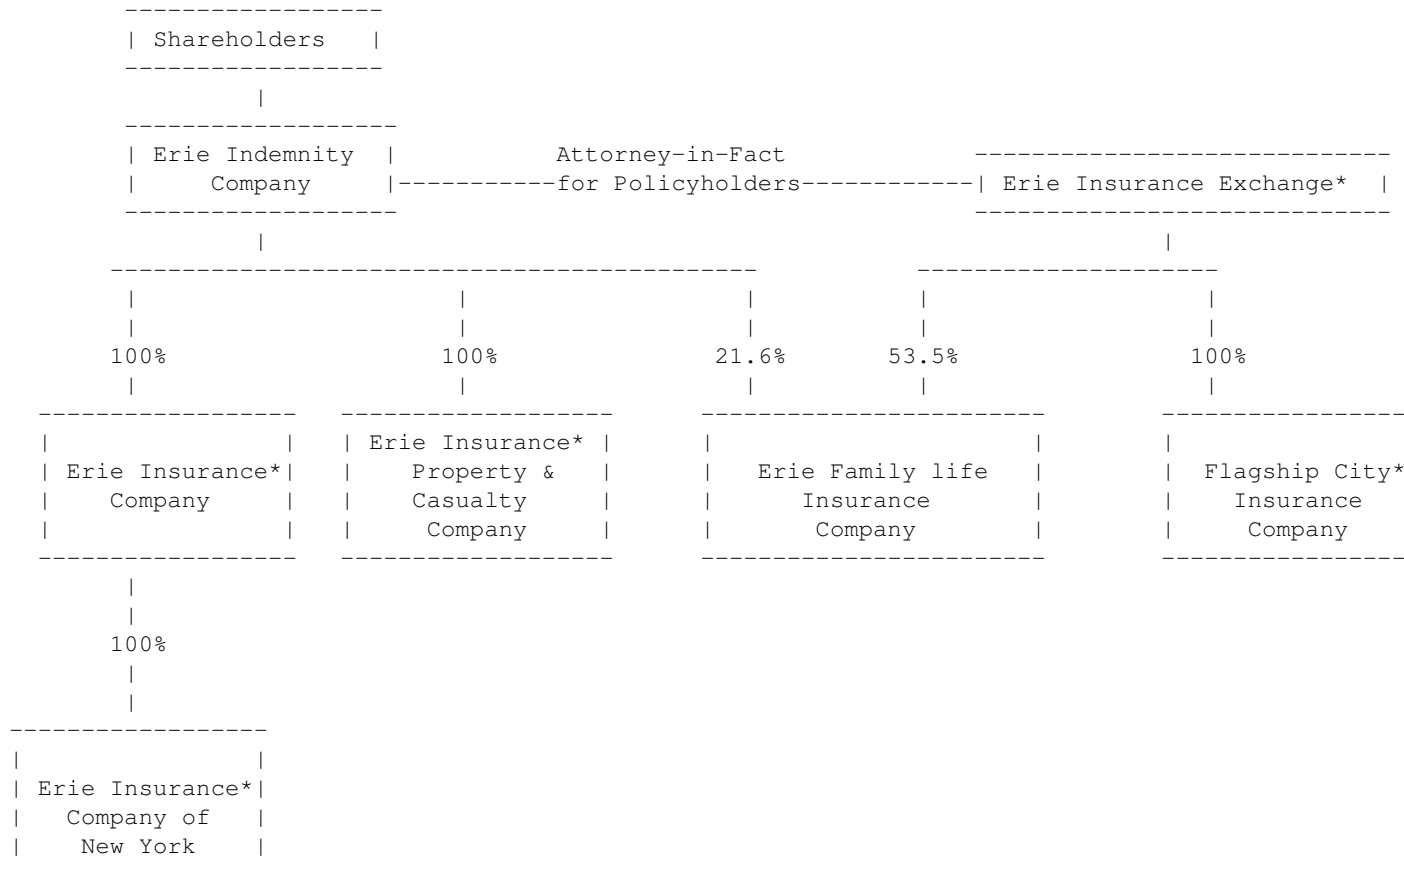 Shareholders
Erie Indemnity Attorney-in-Fact
Company for Policyholders Erie Insurance Exchange*
100% 100% 21.6% 53.5% 100%
Erie Insurance*
Erie Insurance* Property & Erie Family life Flagship City*
Company Casualty Insurance Insurance
Company Company Company
100%
Erie Insurance*
Company of
New York